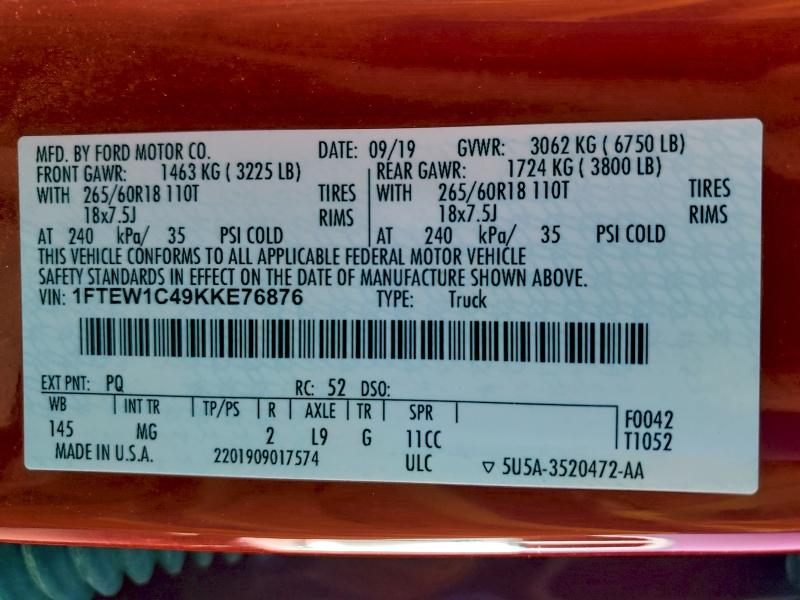 MFD. BY FORD MOTOR CO. DATE: 09/19 GVWR: 3062 KG ( 6750 LB)
FRONT GAWR: 1463 KG ( 3225 LB) REAR GAWR: 1724 KG ( 3800 LB)
WITH 265/60R18 110T TIRES WITH 265/60R18 110T TIRES
18x7.5J RIMS 18x7.5J RIMS
AT 240 kPa/ 35 PSI COLD AT 240 kPa/ 35 PSI COLD
THIS VEHICLE CONFORMS TO ALL APPLICABLE FEDERAL MOTOR VEHICLE
SAFETY STANDARDS IN EFFECT ON THE DATE OF MANUFACTURE SHOWN ABOVE.
VIN: 1FTEW1C49KKE76876 TYPE: Truck
EXT PNT: PQ RC: 52 DSO:
WB INT TR TP/PS R AXLE TR SPR F0042
145 MG 2 L9 G 11CC T1052
MADE IN U.S.A. 2201909017574 ULC ▽ 5U5A-3520472-AA